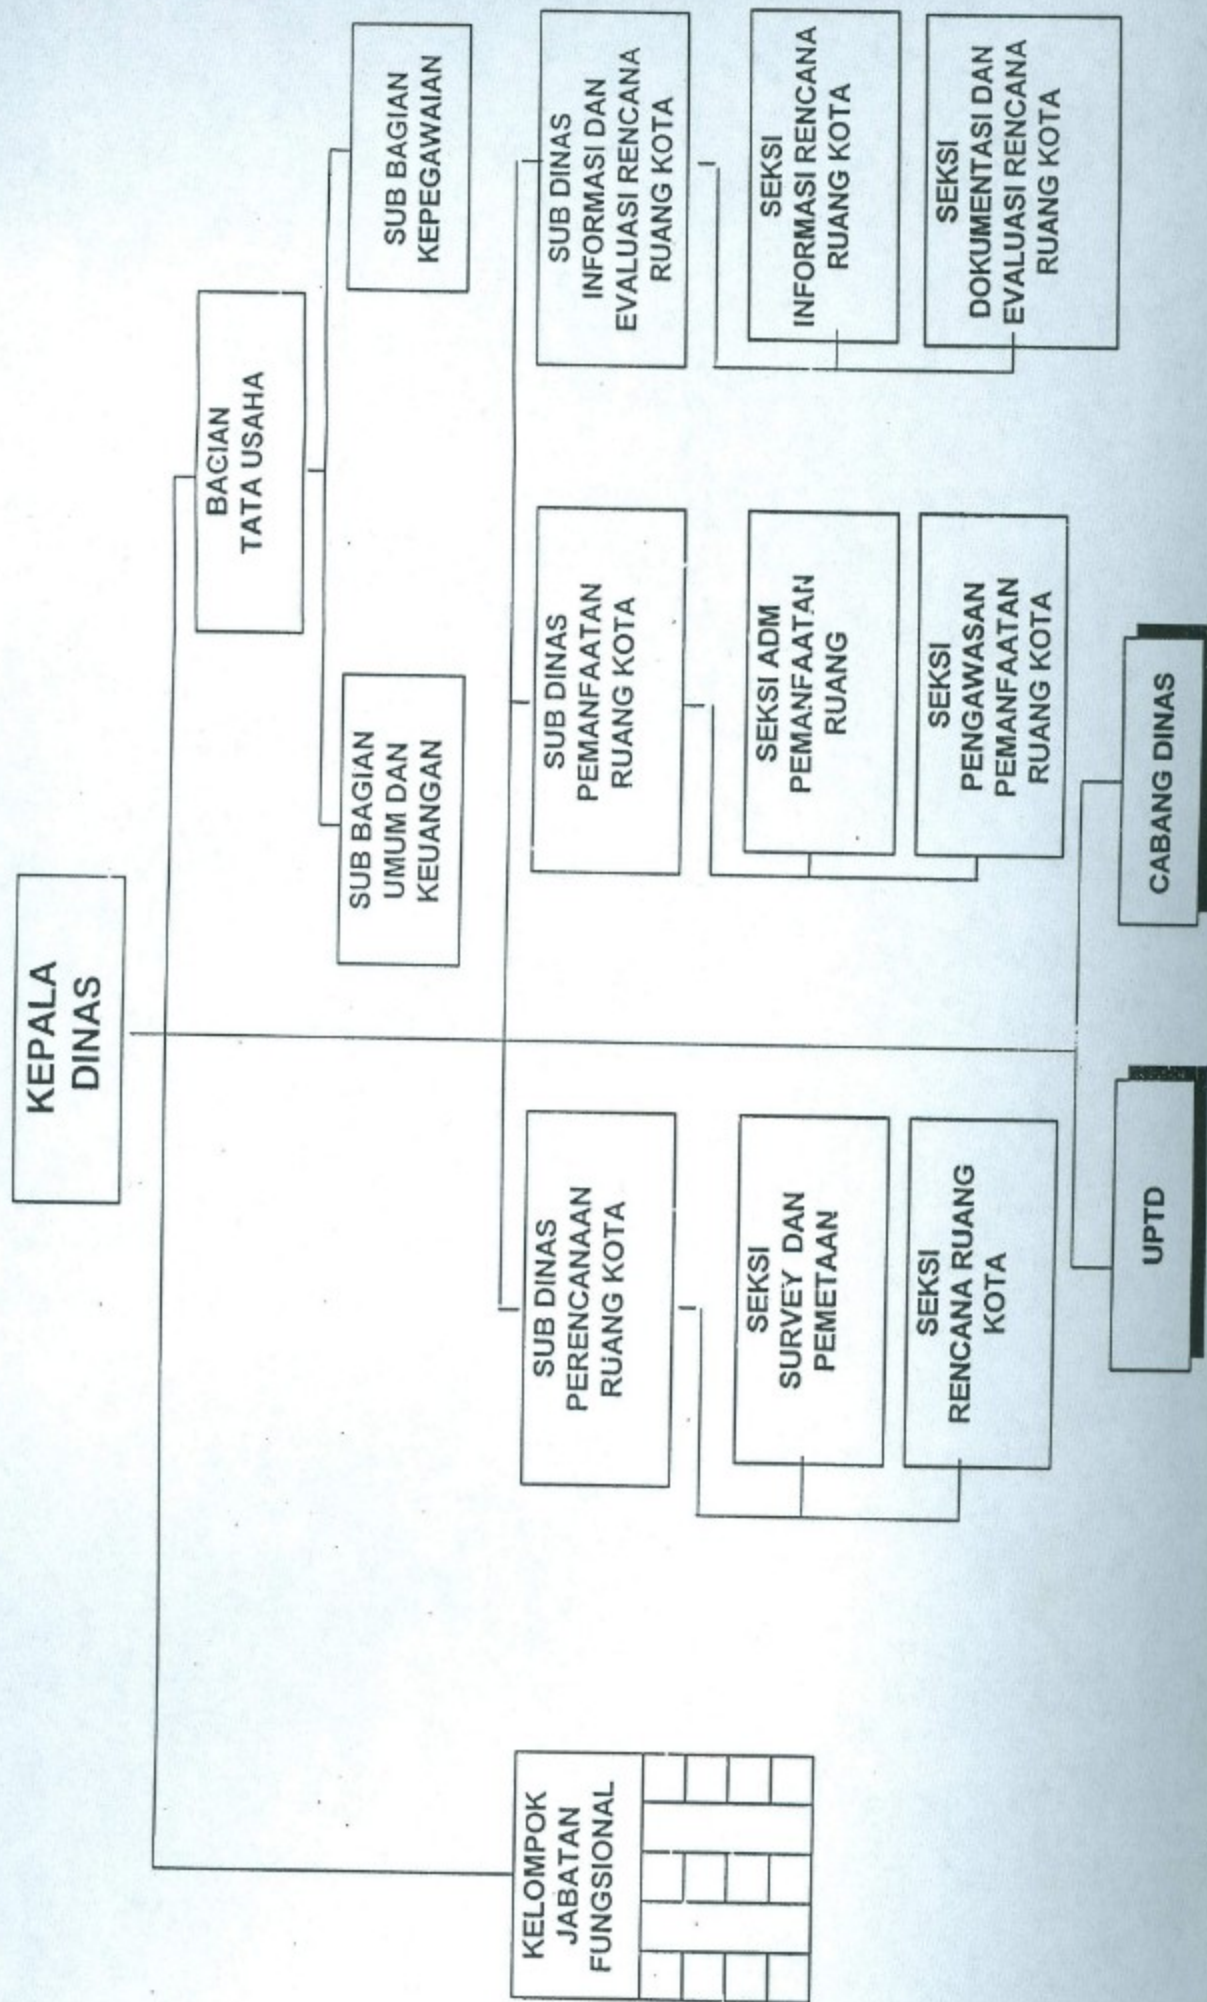 KEPALA
DINAS
BAGIAN
TATA USAHA
SUB BAGIAN
UMUM DAN
KEUANGAN
SUB BAGIAN
KEPEGAWAIAN
KELOMPOK
JABATAN
FUNGSIONAL
SUB DINAS
PERENCANAAN
RUANG KOTA
SEKSI
SURVEY DAN
PEMETAAN
SEKSI
RENCANA RUANG
KOTA
SUB DINAS
PEMANFAATAN
RUANG KOTA
SEKSI ADM
PEMANFAATAN
RUANG
SEKSI
PENGAWASAN
PEMANFAATAN
RUANG KOTA
SUB DINAS
INFORMASI DAN
EVALUASI RENCANA
RUANG KOTA
SEKSI
INFORMASI RENCANA
RUANG KOTA
SEKSI
DOKUMENTASI DAN
EVALUASI RENCANA
RUANG KOTA
UPTD
CABANG DINAS